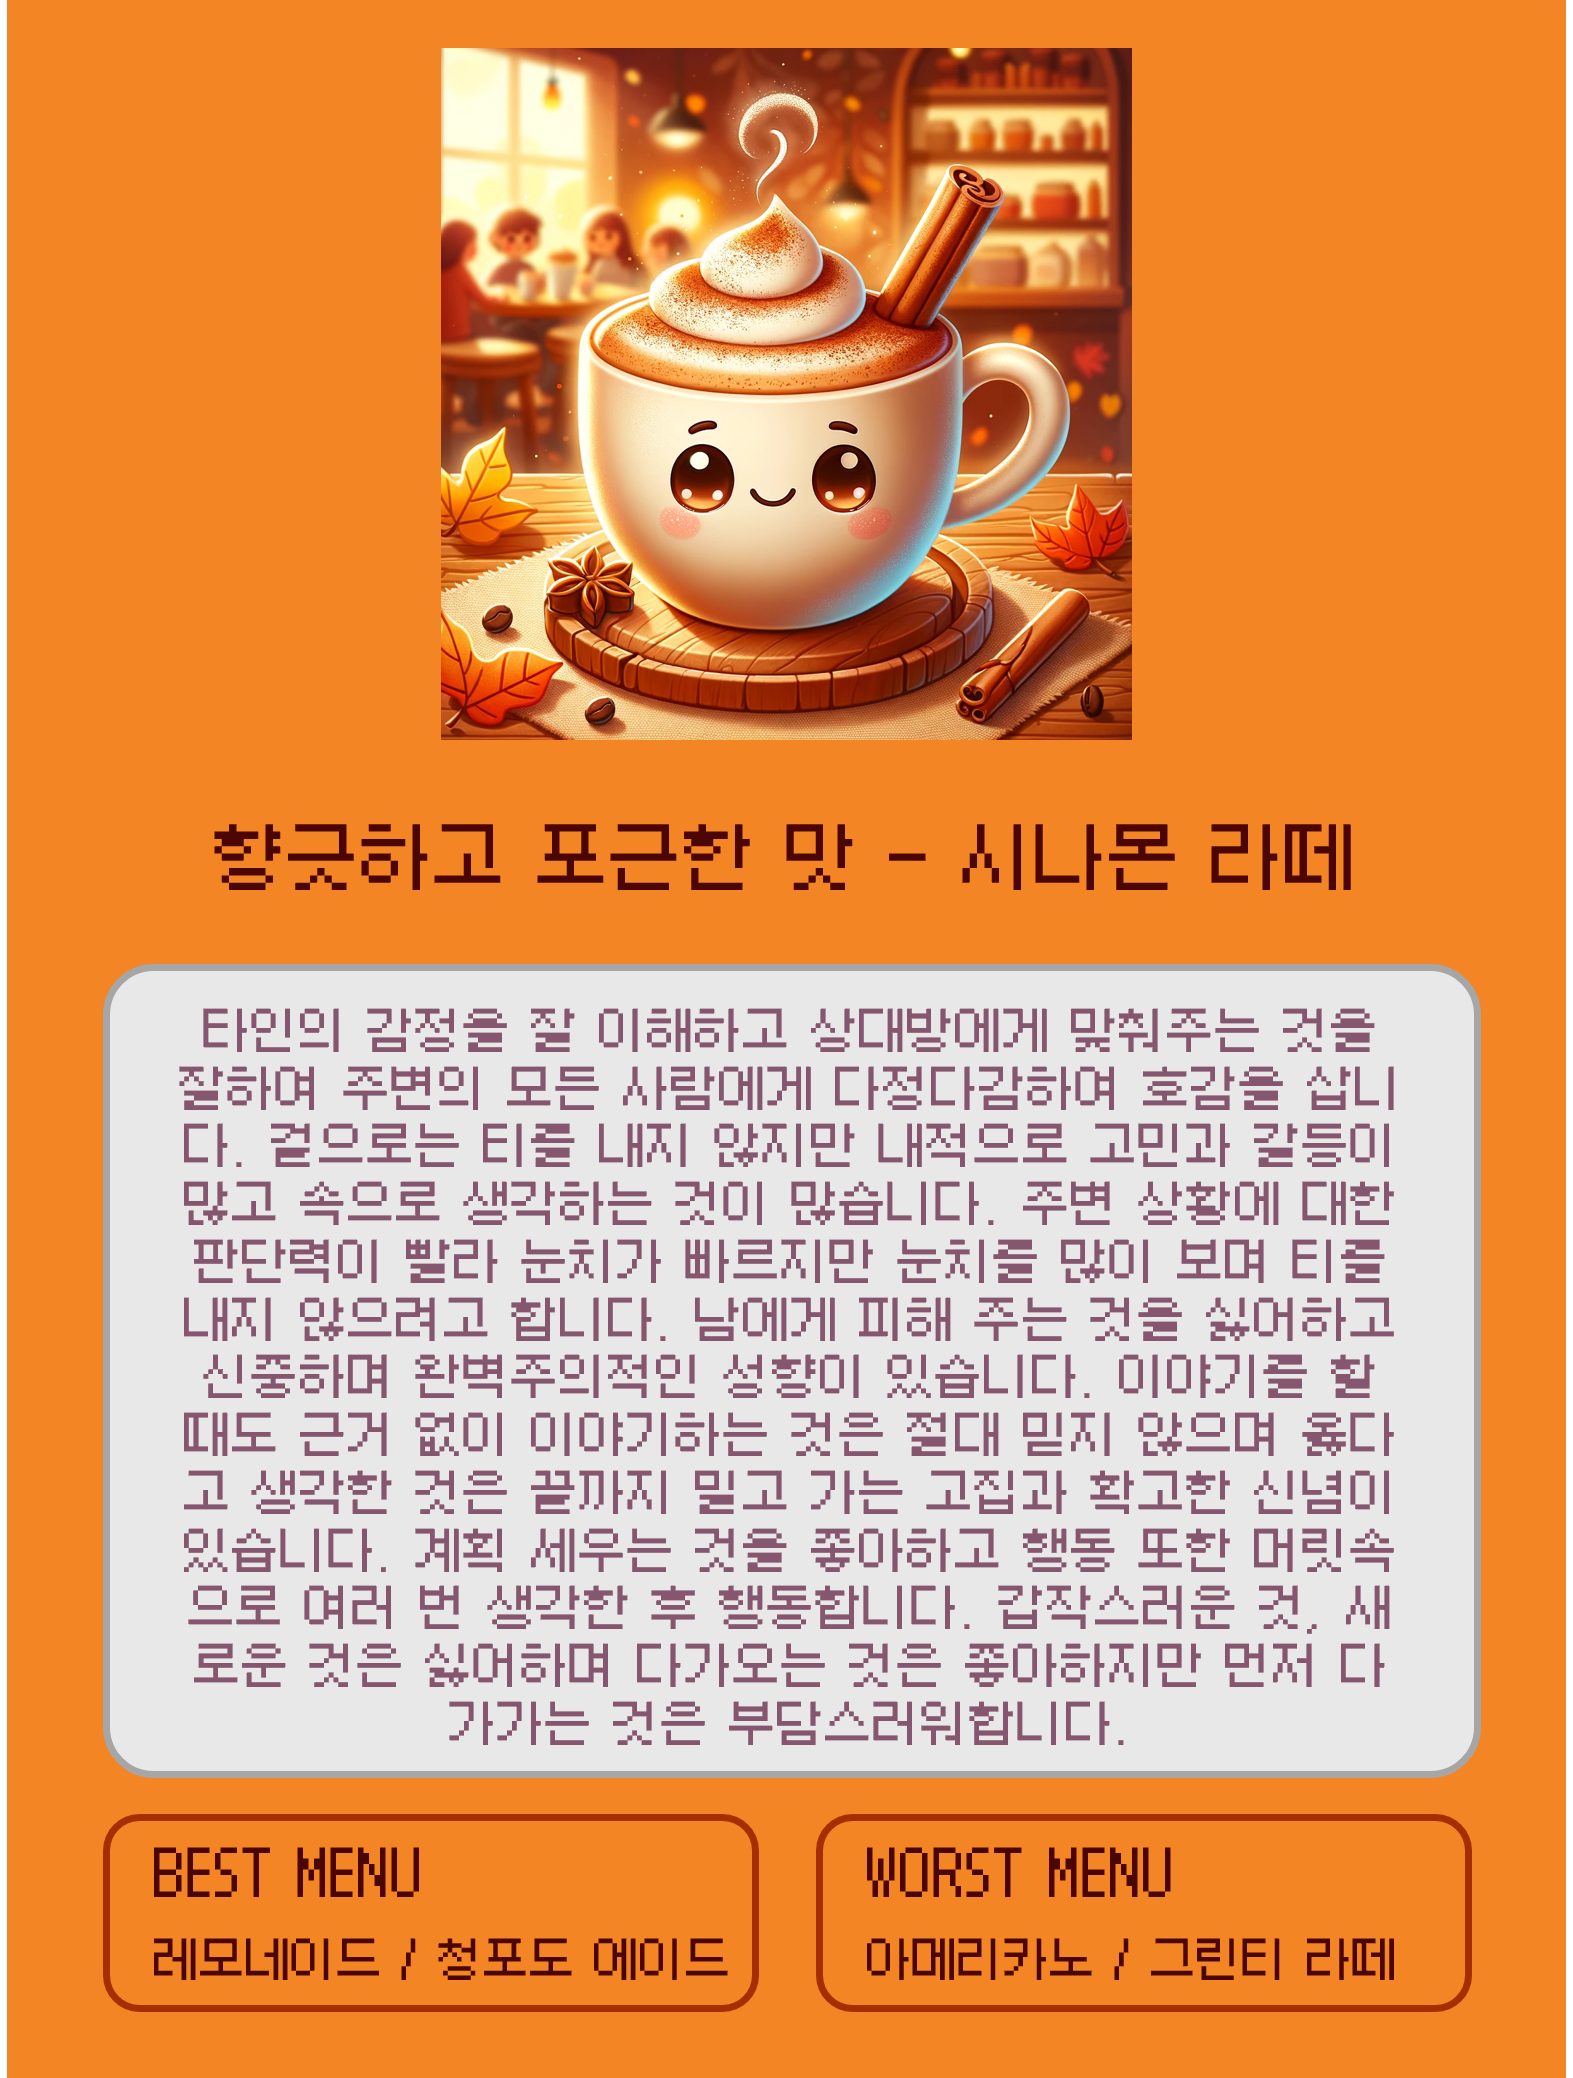 향긋하고 포근한 맛 - 시나몬 라떼
타인의 감정을 잘 이해하고 상대방에게 맞춰주는 것을
잘하여 주변의 모든 사람에게 다정다감하여 호감을 삽니
다. 겉으로는 티를 내지 않지만 내적으로 고민과 갈등이
많고 속으로 생각하는 것이 많습니다. 주변 상황에 대한
판단력이 빨라 눈치가 빠르지만 눈치를 많이 보며 티를
내지 않으려고 합니다. 남에게 피해 주는 것을 싫어하고
신중하며 완벽주의적인 성향이 있습니다. 이야기를 할
때도 근거 없이 이야기하는 것은 절대 믿지 않으며 옳다
고 생각한 것은 끝까지 밀고 가는 고집과 확고한 신념이
있습니다. 계획 세우는 것을 좋아하고 행동 또한 머릿속
으로 여러 번 생각한 후 행동합니다. 갑작스러운 것, 새
로운 것은 싫어하며 다가오는 것은 좋아하지만 먼저 다
가가는 것은 부담스러워합니다.
BEST MENU
레모네이드 / 청포도 에이드
WORST MENU
아메리카노 / 그린티 라떼